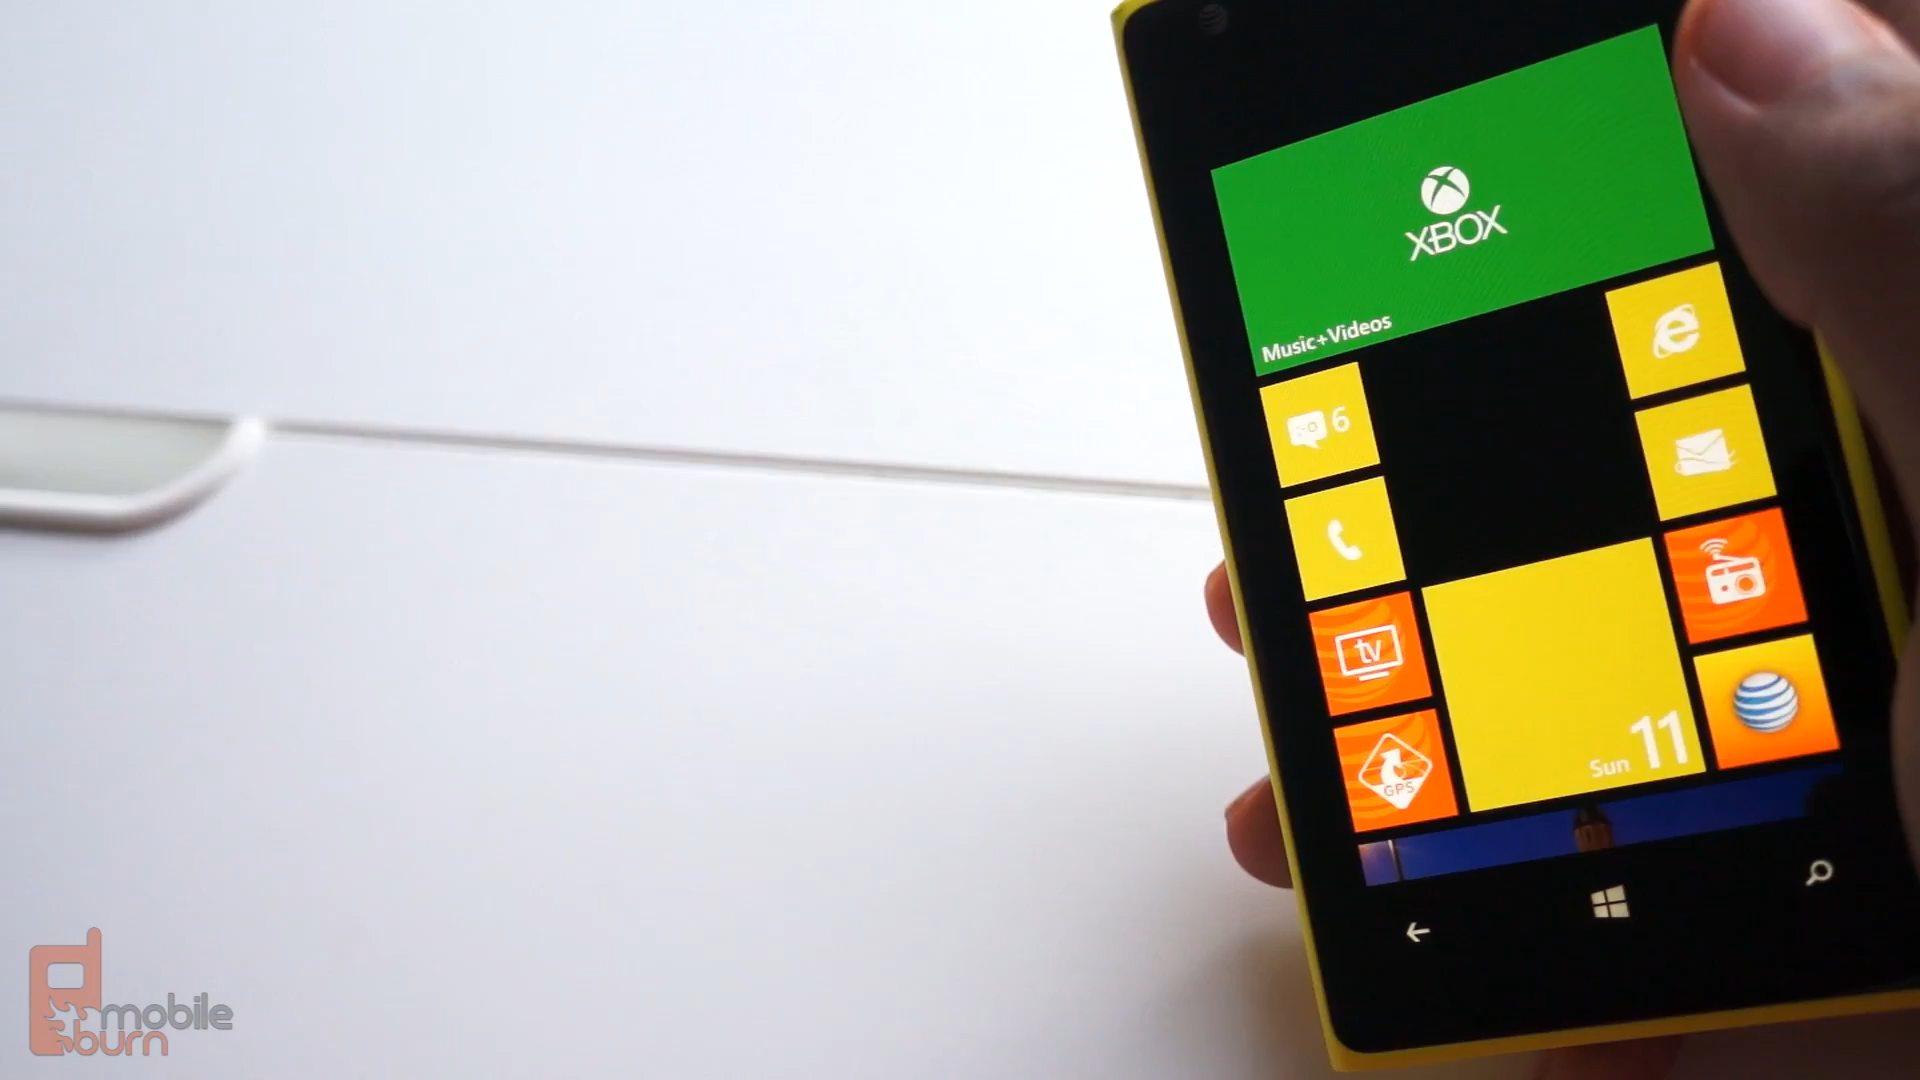 XBOX
Music+Videos
:-o 6
tv
GPS
Sun 11
mobile
burn